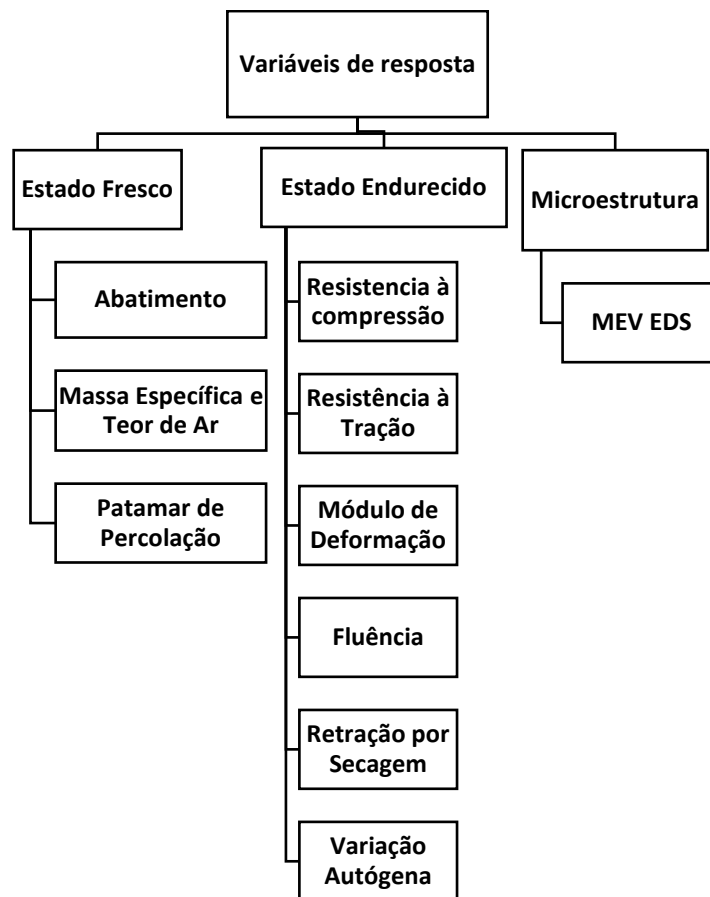 Variáveis de resposta
Estado Fresco
Abatimento
Massa Específica e
Teor de Ar
Patamar de
Percolação
Estado Endurecido
Resistencia à
compressão
Resistência à
Tração
Módulo de
Deformação
Fluência
Retração por
Secagem
Variação
Autógena
Microestrutura
MEV EDS